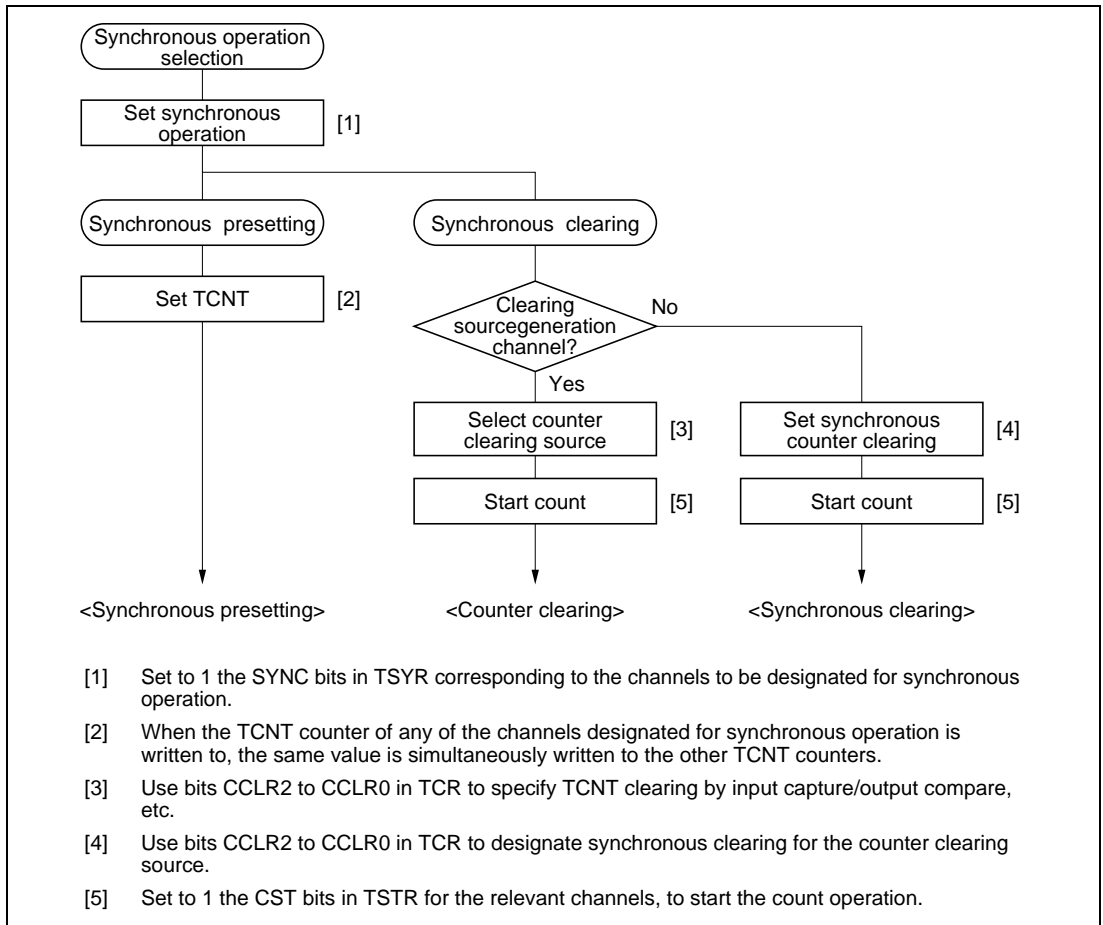 Synchronous operation
selection
Set synchronous
operation
[1]
Synchronous presetting
Synchronous clearing
Set TCNT
[2]
Clearing
sourcegeneration
channel?
No
Yes
Select counter
clearing source
[3]
Set synchronous
counter clearing
[4]
Start count
[5]
Start count
[5]
<Synchronous presetting>
<Counter clearing>
<Synchronous clearing>
[1] Set to 1 the SYNC bits in TSYR corresponding to the channels to be designated for synchronous
operation.
[2] When the TCNT counter of any of the channels designated for synchronous operation is
written to, the same value is simultaneously written to the other TCNT counters.
[3] Use bits CCLR2 to CCLR0 in TCR to specify TCNT clearing by input capture/output compare,
etc.
[4] Use bits CCLR2 to CCLR0 in TCR to designate synchronous clearing for the counter clearing
source.
[5] Set to 1 the CST bits in TSTR for the relevant channels, to start the count operation.